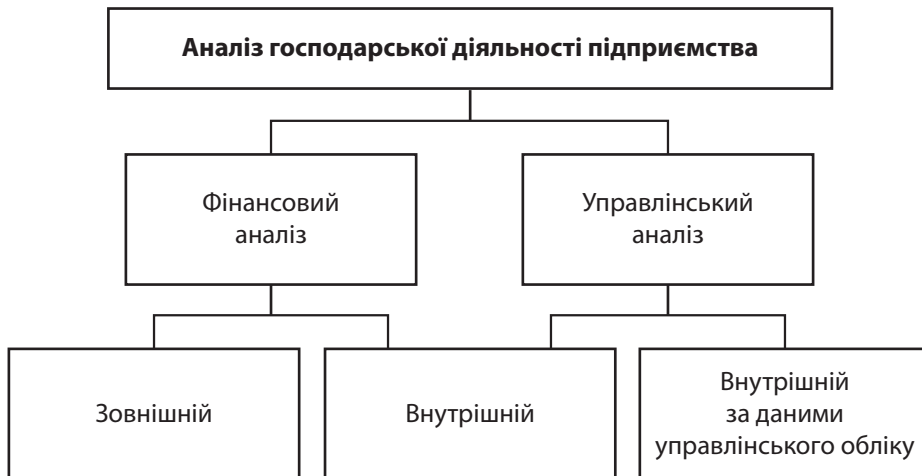 Аналіз господарської діяльності підприємства
Фінансовий
аналіз
Управлінський
аналіз
Зовнішній
Внутрішній
Внутрішній
за даними
управлінського обліку